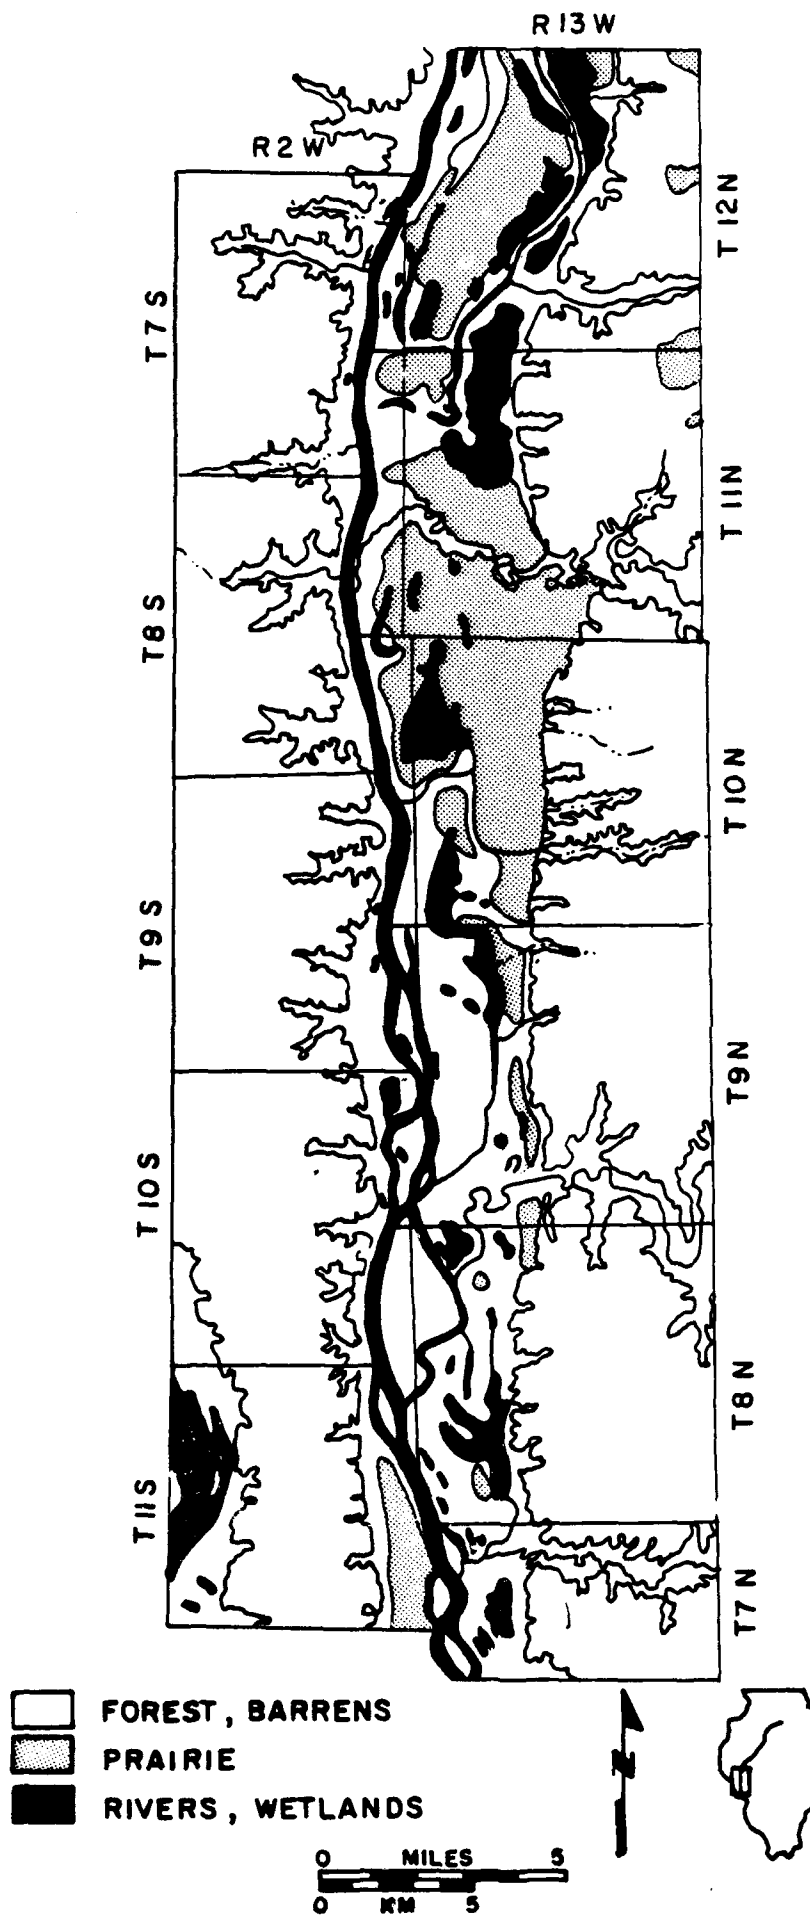 R 13 W
R 2 W
T 12 N
T 7 S
T 11 N
T 8 S
T 10 N
T 9 S
T 9 N
T 10 S
T 8 N
T 11 S
T 7 N
FOREST, BARRENS
PRAIRIE
RIVERS, WETLANDS
N
0 MILES 5
0 KM 5